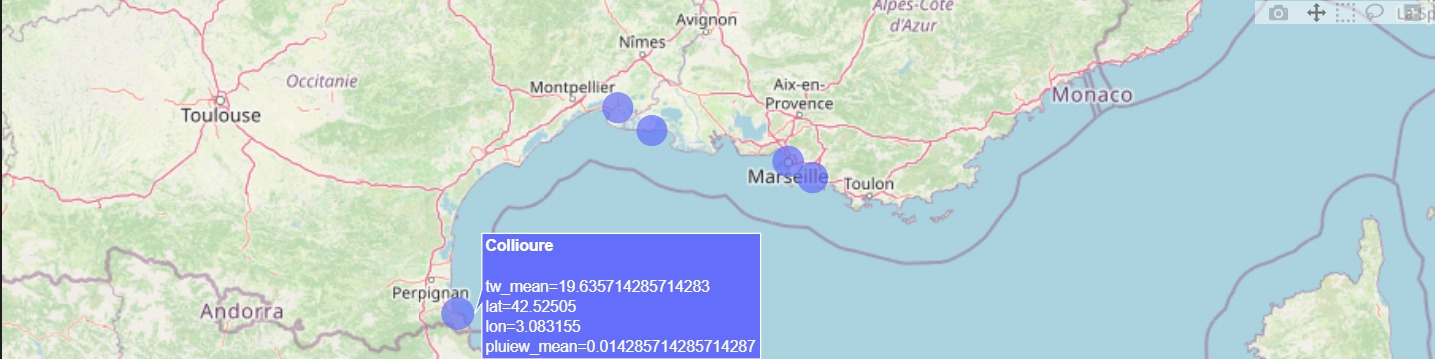 Avignon
Alpes-Côte
d'Azur
Nîmes
Occitanie
Montpellier
Aix-en-
Provence
Monaco
Toulouse
Marseille
Toulon
Collioure
tw_mean=19.635714285714283
lat=42.52505
lon=3.083155
pluiew_mean=0.014285714285714287
Perpignan
Andorra